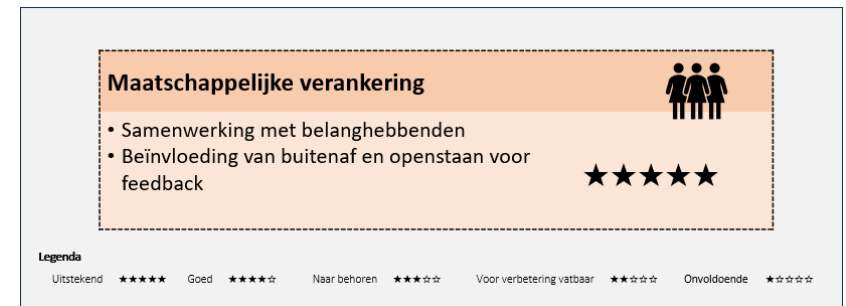 Maatschappelijke verankering
• Samenwerking met belanghebbenden
• Beïnvloeding van buitenaf en openstaan voor
feedback
★★★★★
Legenda
Uitstekend ★★★★★ Goed ★★★★☆ Naar behoren ★★★☆☆ Voor verbetering vatbaar ★★☆☆☆ Onvoldoende ★☆☆☆☆